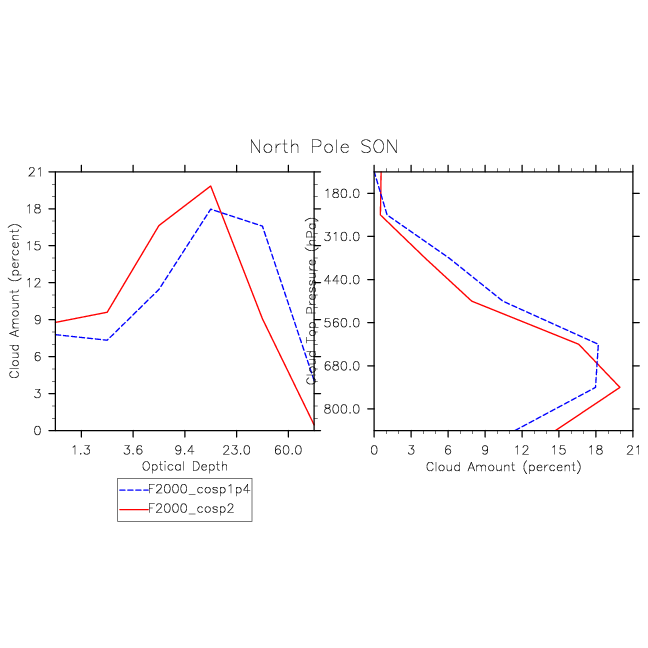 North Pole SON
Cloud Amount (percent)
21
18
15
12
9
6
3
0
1.3 3.6 9.4 23.0 60.0
Optical Depth
Cloud Top Pressure (hPa)
180.0
310.0
440.0
560.0
680.0
800.0
0 3 6 9 12 15 18 21
Cloud Amount (percent)
F2000_cosp1p4
F2000_cosp2